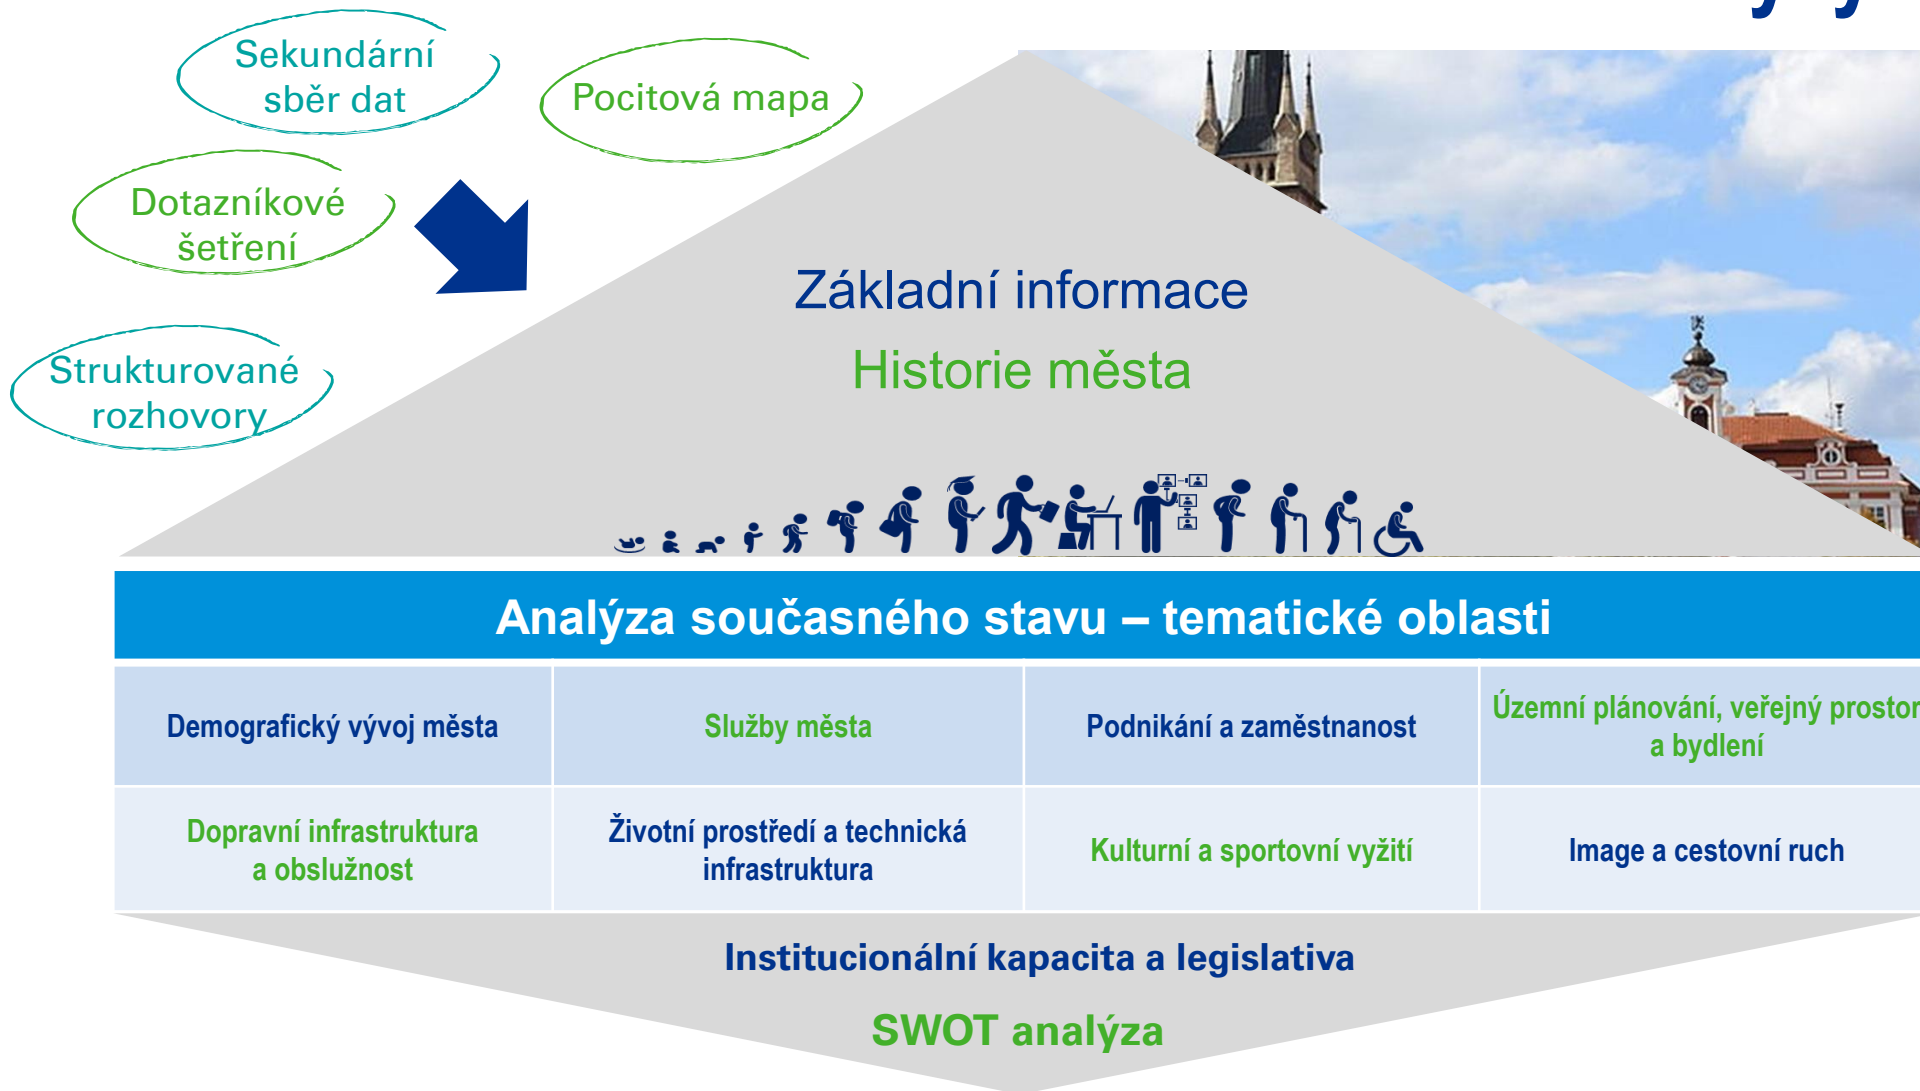 Sekundární
sběr dat
Pocitová mapa
Dotazníkové
šetření
Strukturované
rozhovory
Základní informace
Historie města
Analýza současného stavu – tematické oblasti
Demografický vývoj města
Služby města
Podnikání a zaměstnanost
Územní plánování, veřejný prostor
a bydlení
Dopravní infrastruktura
a obslužnost
Životní prostředí a technická
infrastruktura
Kulturní a sportovní vyžití
Image a cestovní ruch
Institucionální kapacita a legislativa
SWOT analýza